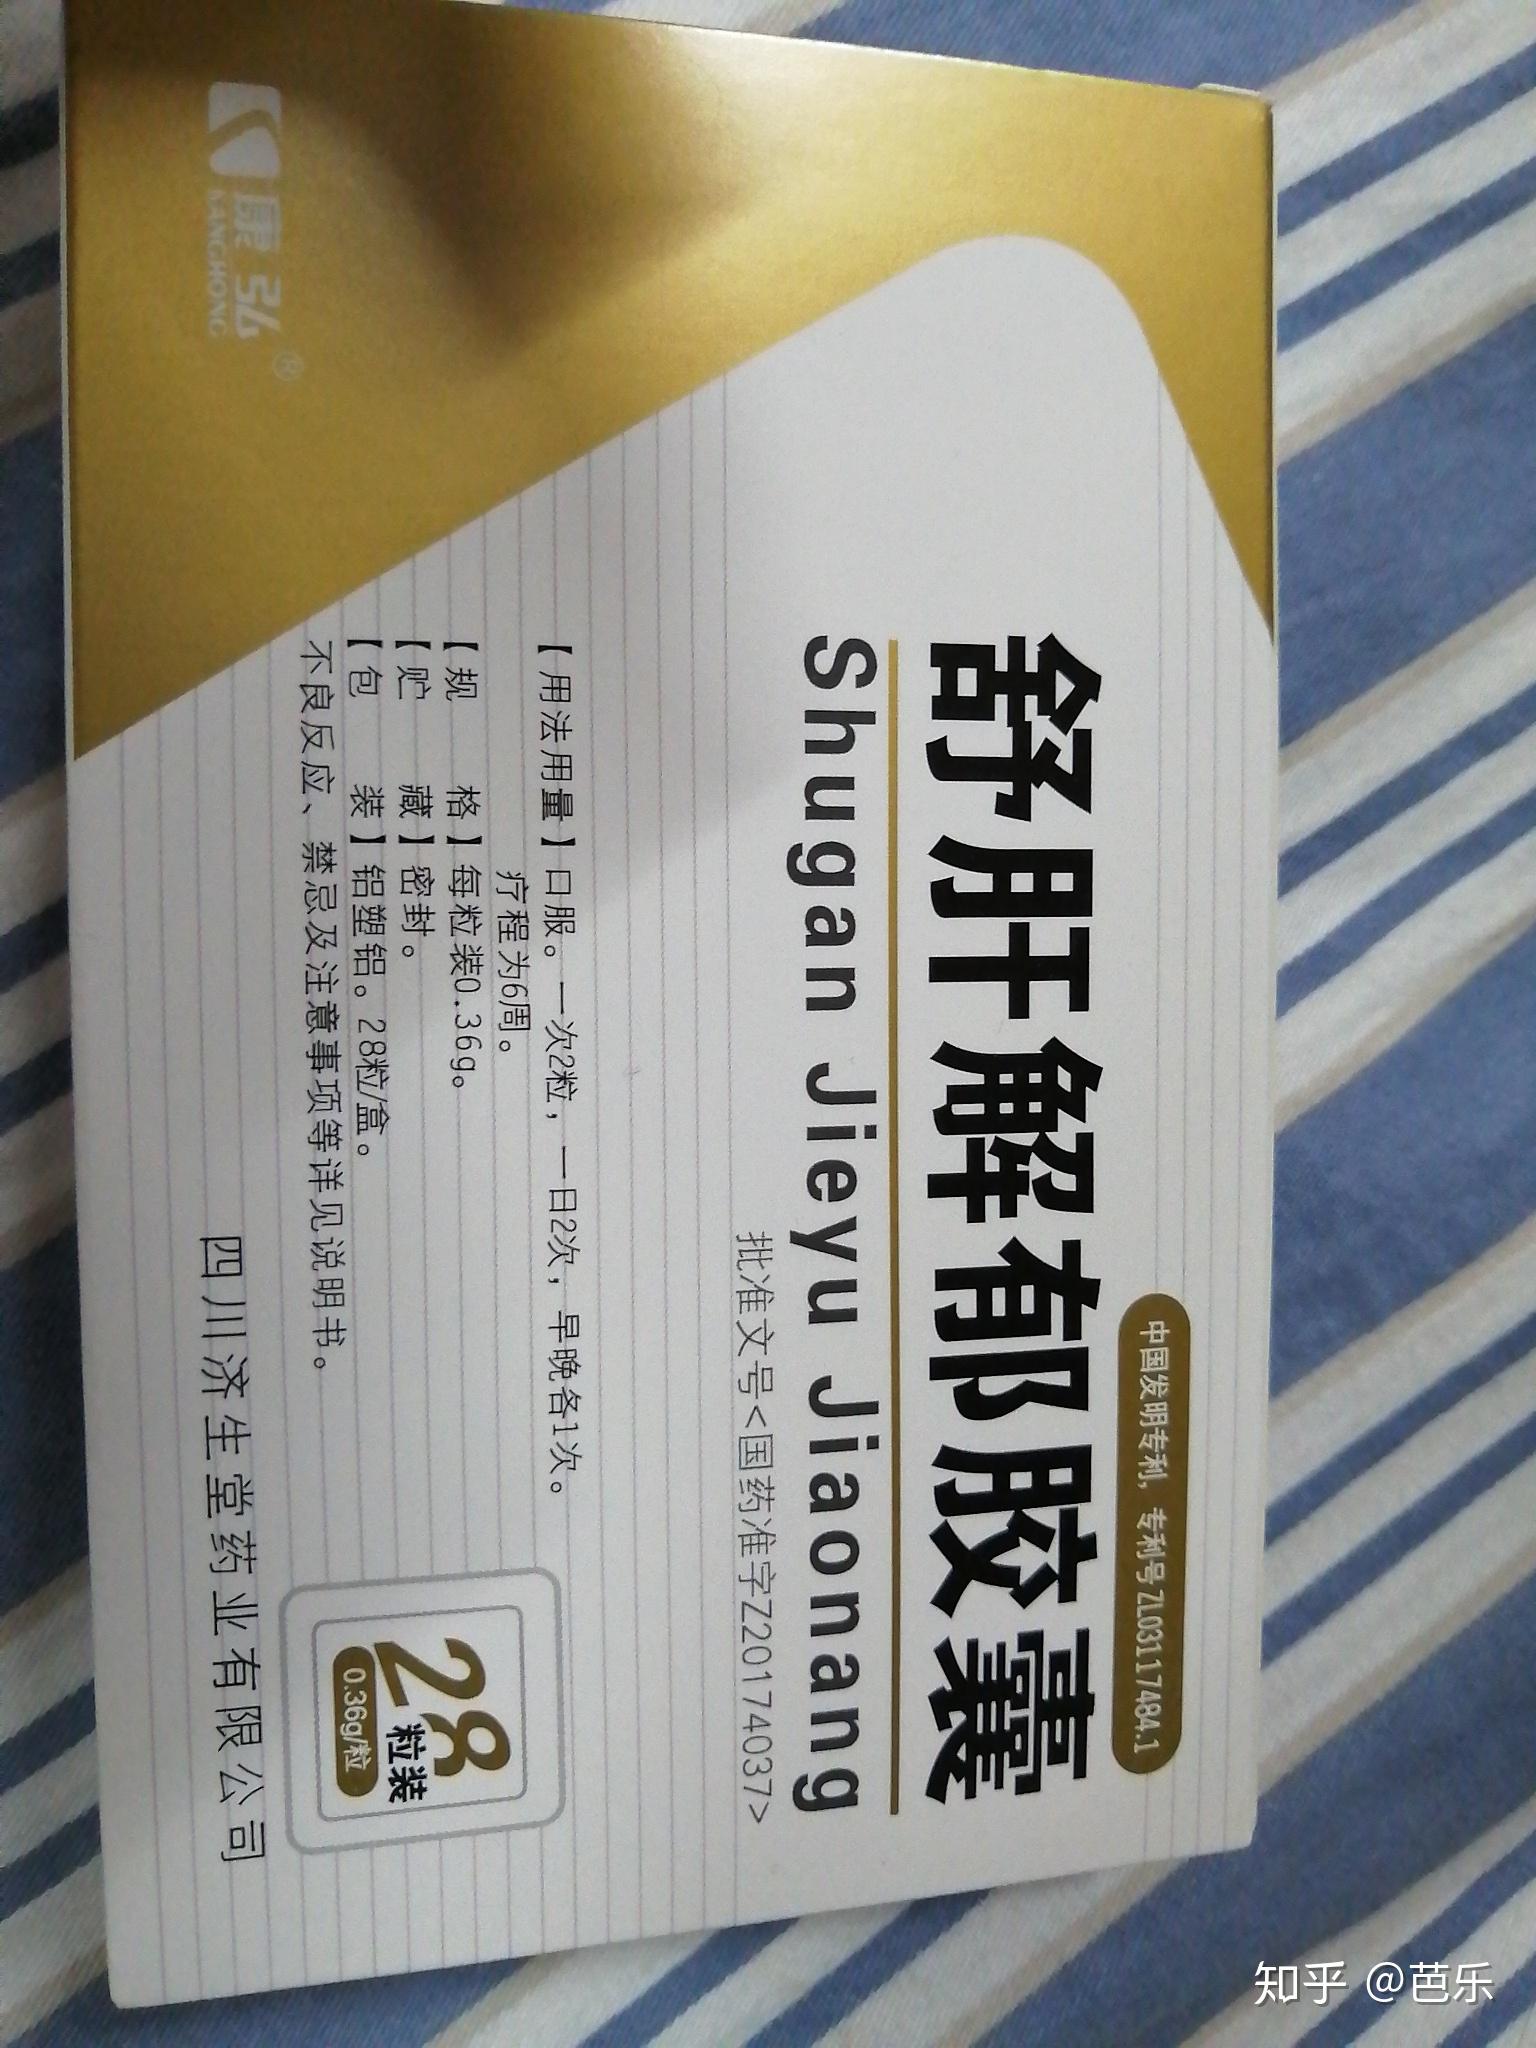 康弘®
KANGHONG
中国发明专利，专利号ZL03117484.1
舒肝解郁胶囊
Shugan Jieyu Jiaonang
批准文号<国药准字Z20174037>
【用法用量】口服。一次2粒，一日2次，早晚各1次。
疗程为6周。
【规 格】每粒装0.36g。
【贮 藏】密封。
【包 装】铝塑铝。28粒/盒。
不良反应、禁忌及注意事项等详见说明书。
28粒装
0.36g/粒
四川济生堂药业有限公司
知乎 @芭乐